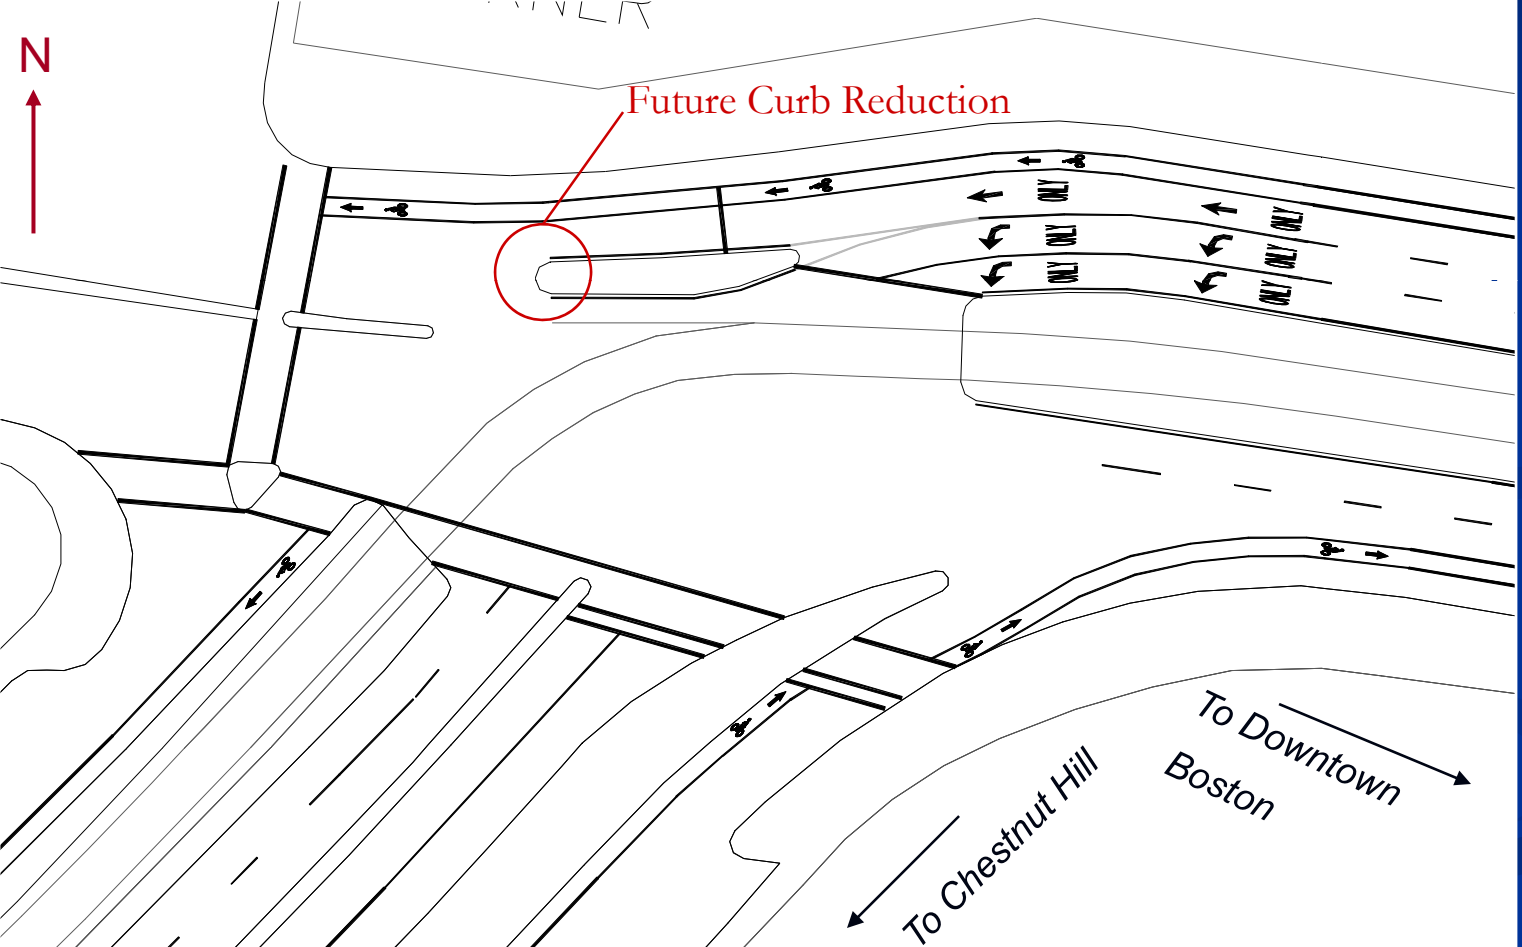 N
Future Curb Reduction
ONLY
ONLY
ONLY
ONLY
ONLY
ONLY
To Downtown
Boston
To Chestnut Hill